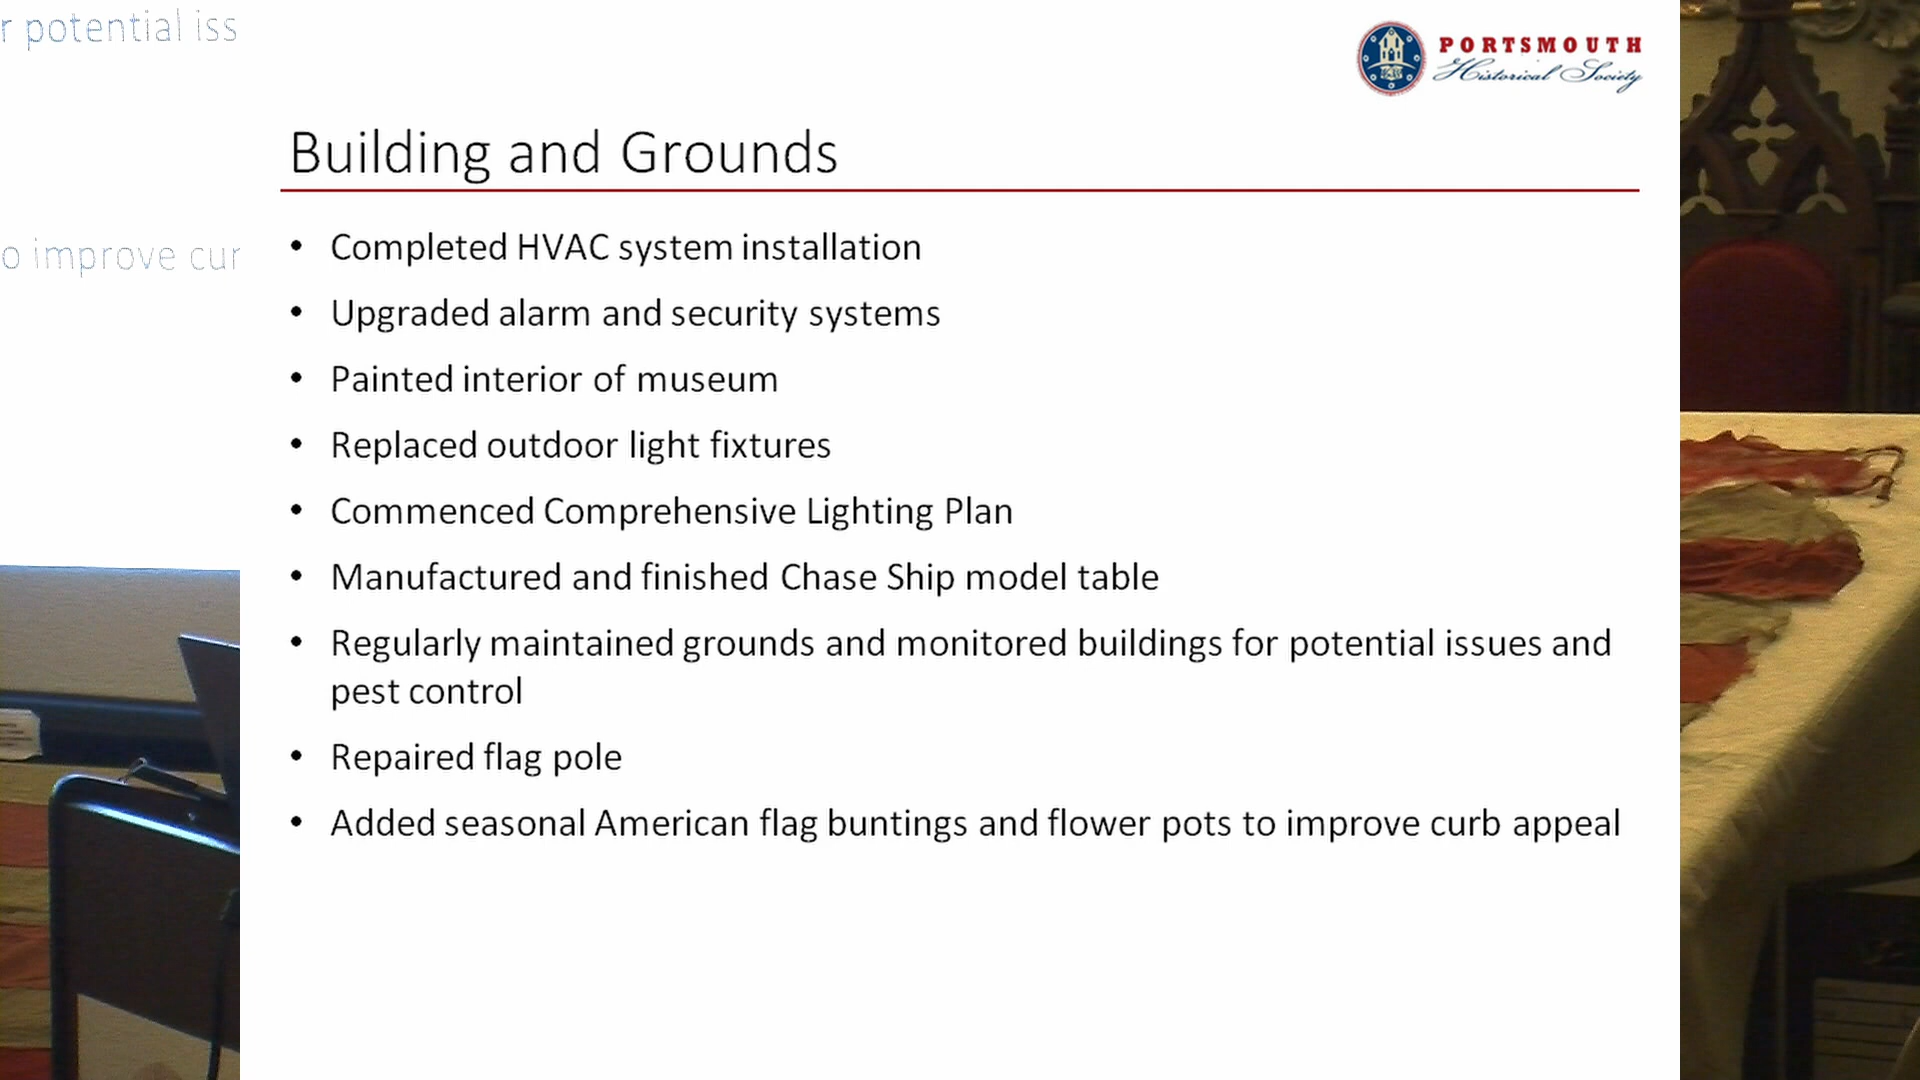 r potential iss
o improve cur
PORTSMOUTH
Historical Society
Building and Grounds
• Completed HVAC system installation
• Upgraded alarm and security systems
• Painted interior of museum
• Replaced outdoor light fixtures
• Commenced Comprehensive Lighting Plan
• Manufactured and finished Chase Ship model table
• Regularly maintained grounds and monitored buildings for potential issues and
pest control
• Repaired flag pole
• Added seasonal American flag buntings and flower pots to improve curb appeal